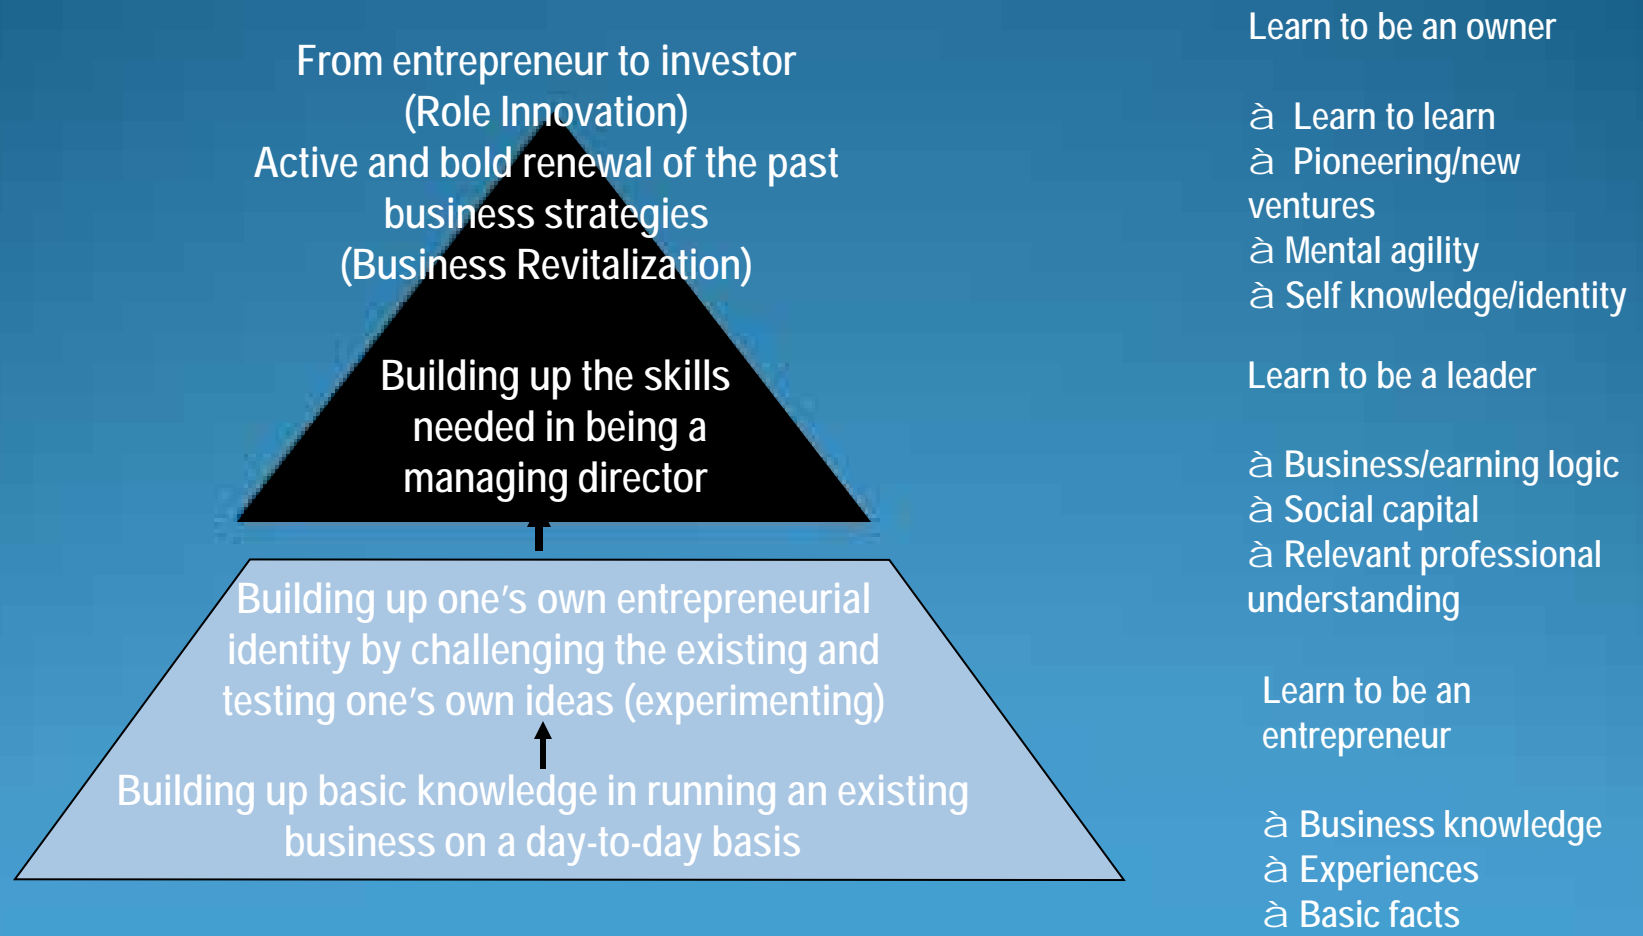 From entrepreneur to investor
(Role Innovation)
Active and bold renewal of the past
business strategies
(Business Revitalization)
Building up the skills
needed in being a
managing director
Building up one's own entrepreneurial
identity by challenging the existing and
testing one's own ideas (experimenting)
Building up basic knowledge in running an existing
business on a day-to-day basis
Learn to be an owner
à Learn to learn
à Pioneering/new
ventures
à Mental agility
à Self knowledge/identity
Learn to be a leader
à Business/earning logic
à Social capital
à Relevant professional
understanding
Learn to be an
entrepreneur
à Business knowledge
à Experiences
à Basic facts